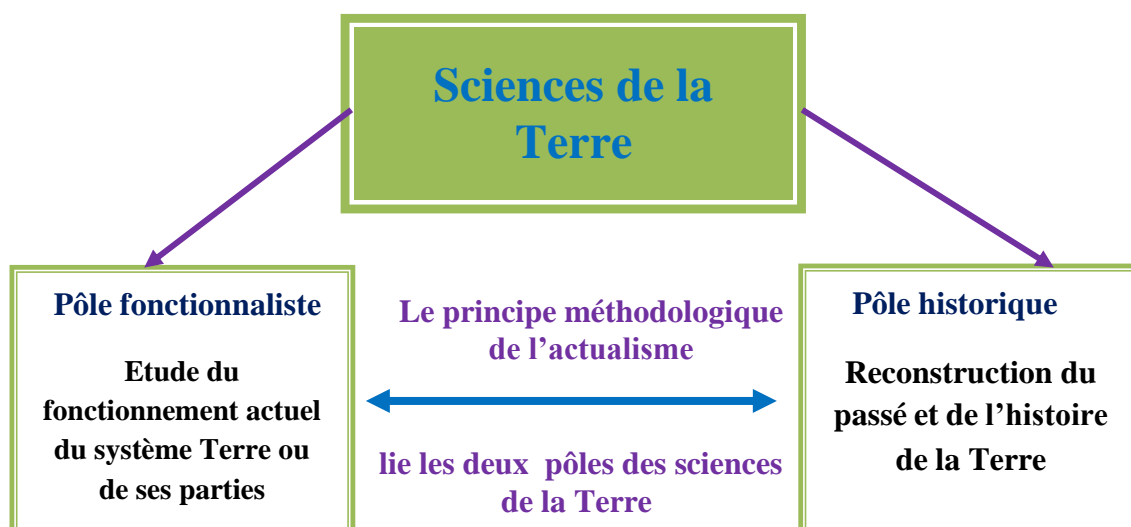 Sciences de la
Terre
Pôle fonctionnaliste
Etude du
fonctionnement actuel
du système Terre ou
de ses parties
Le principe méthodologique
de l’actualisme
lie les deux pôles des sciences
de la Terre
Pôle historique
Reconstruction du
passé et de l’histoire
de la Terre